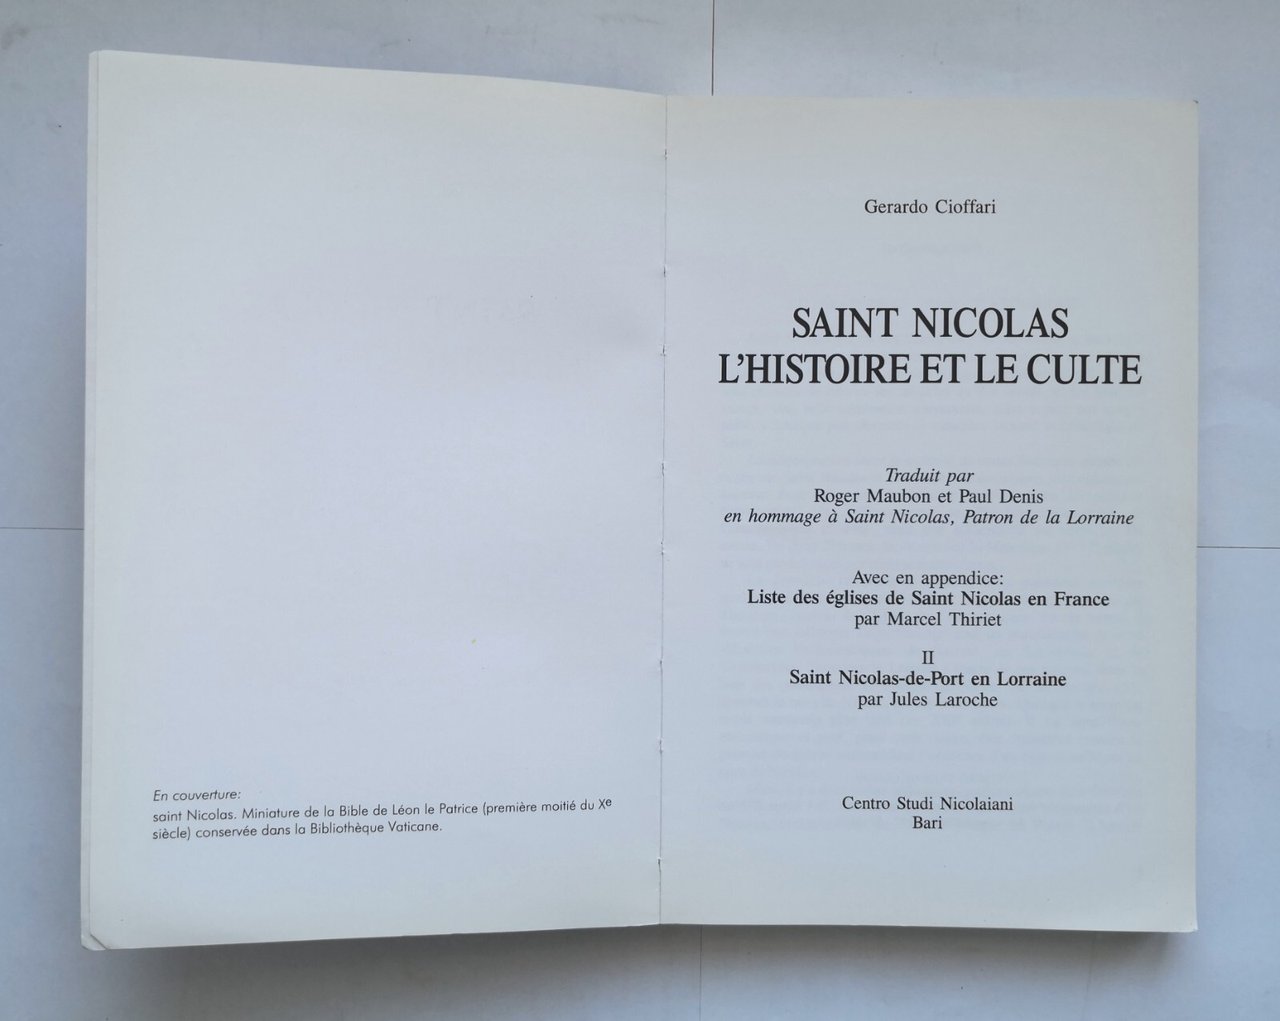 En couverture:
saint Nicolas. Miniature de la Bible de Léon le Patrice (première moitié du Xe
siècle) conservée dans la Bibliothèque Vaticane.
Gerardo Cioffari
SAINT NICOLAS
L'HISTOIRE ET LE CULTE
Traduit par
Roger Maubon et Paul Denis
en hommage à Saint Nicolas, Patron de la Lorraine
Avec en appendice:
Liste des églises de Saint Nicolas en France
par Marcel Thiriet
II
Saint Nicolas-de-Port en Lorraine
par Jules Laroche
Centro Studi Nicolaiani
Bari